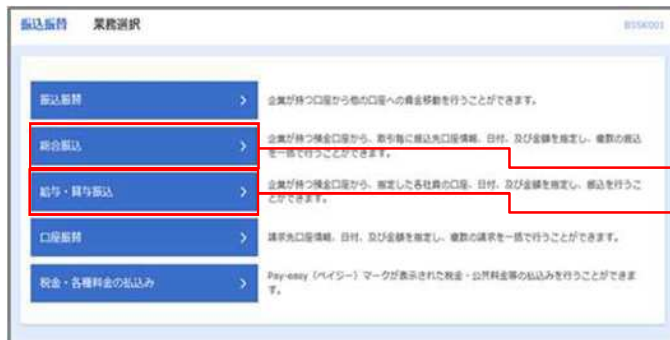 振込振替 業務選択 BSSK001
振込振替
企業が持つ口座から他の口座への資金移動を行うことができます。
総合振込
企業が持つ預金口座から、取引毎に振込先口座情報、日付、及び金額を指定し、複数の振込
を一括で行うことができます。
給与・賞与振込
企業が持つ預金口座から、指定した各社員の口座、日付、及び金額を指定し、振込を行うこ
とができます。
口座振替
請求先口座情報、日付、及び金額を指定し、複数の請求を一括で行うことができます。
税金・各種料金の払込み
Pay-easy（ペイジー）マークが表示された税金・公共料金等の払込みを行うことができま
す。